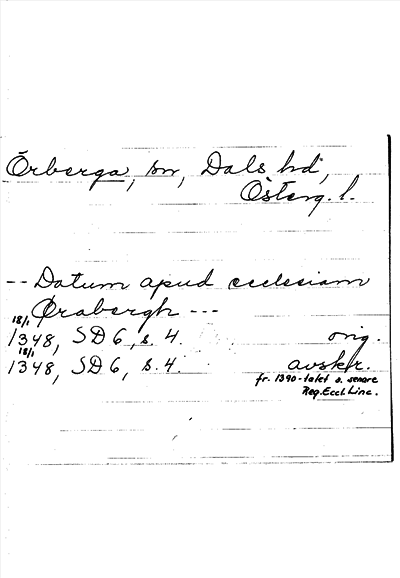 Örberga, sn, Dals hd,
Österg. l.
-- Datum apud ecclesiam
Ørabergh ---
18/1
1348, SD 6, s. 4. orig.
18/1
1348, SD 6, s. 4. avskr.
fr. 1390-talet o. senare
Reg. Eccl. Linc.